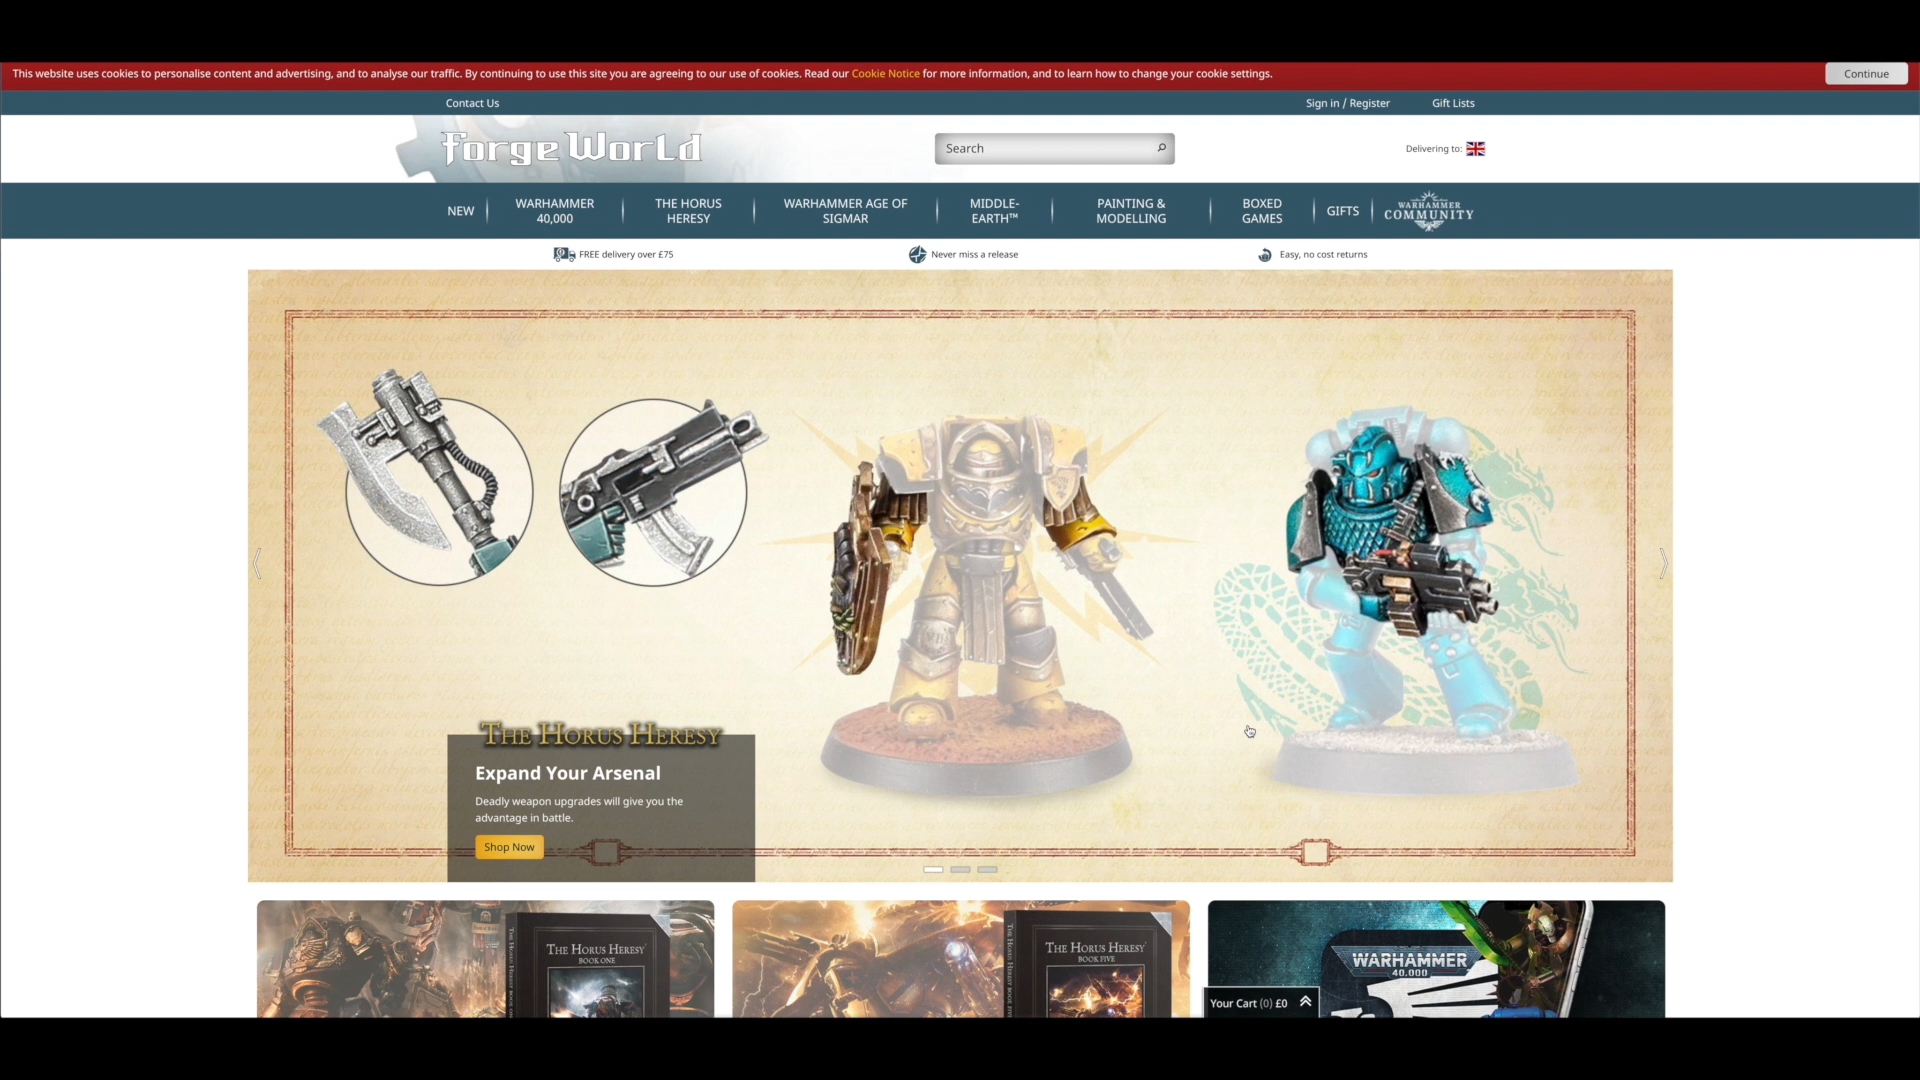 This website uses cookies to personalise content and advertising, and to analyse our traffic. By continuing to use this site you are agreeing to our use of cookies. Read our Cookie Notice for more information, and to learn how to change your cookie settings.
Continue
Contact Us
Sign in / Register
Gift Lists
Forge World
Search
Delivering to:
NEW
WARHAMMER
40,000
THE HORUS
HERESY
WARHAMMER AGE OF
SIGMAR
MIDDLE-
EARTH™
PAINTING &
MODELLING
BOXED
GAMES
GIFTS
WARHAMMER
COMMUNITY
FREE delivery over £75
Never miss a release
Easy, no cost returns
THE HORUS HERESY
Expand Your Arsenal
Deadly weapon upgrades will give you the
advantage in battle.
Shop Now
THE HORUS HERESY
BOOK ONE
THE HORUS HERESY
BOOK FIVE
WARHAMMER
40,000
Your Cart (0) £0